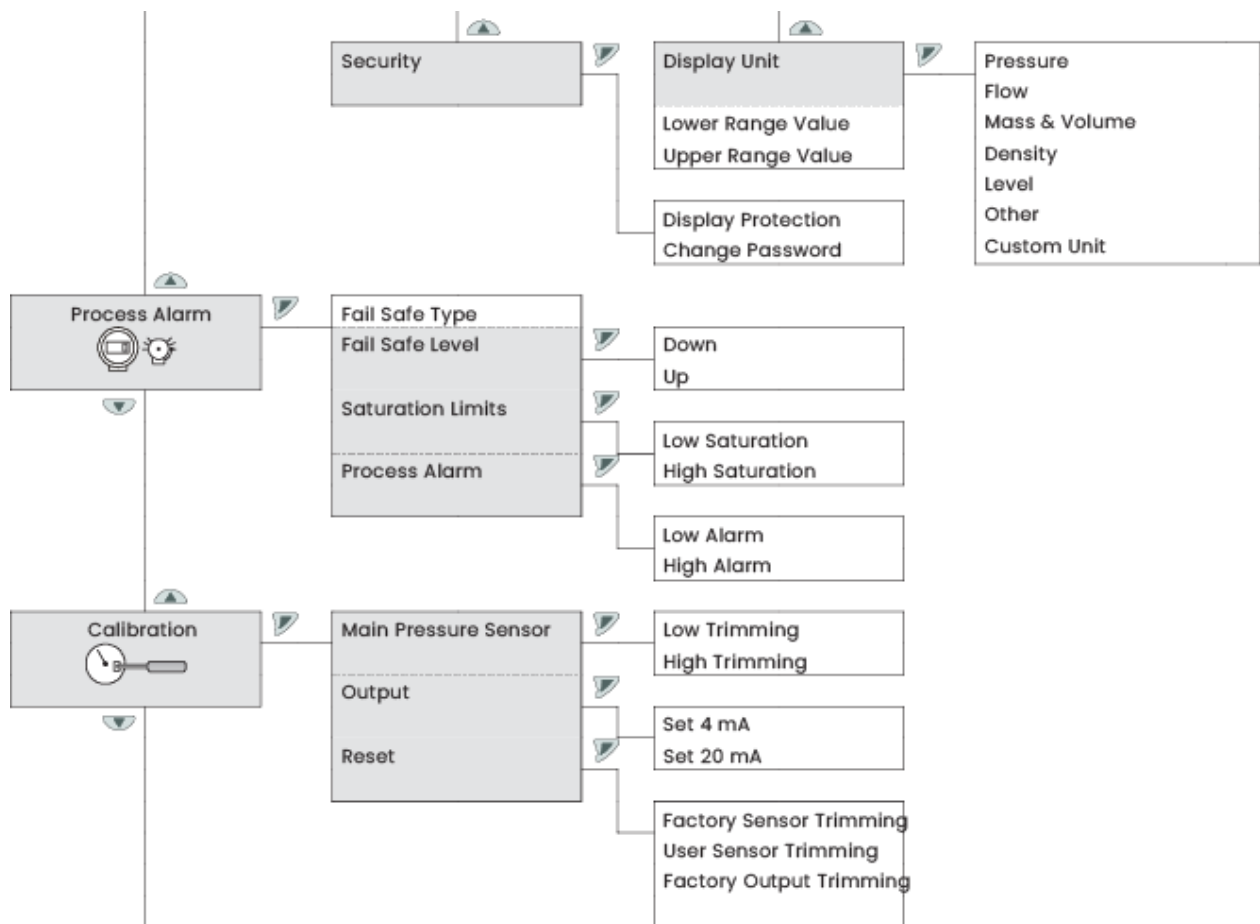 Security
Display Unit
Lower Range Value
Upper Range Value
Pressure
Flow
Mass & Volume
Density
Level
Other
Custom Unit
Display Protection
Change Password
Process Alarm
Fail Safe Type
Fail Safe Level
Saturation Limits
Process Alarm
Down
Up
Low Saturation
High Saturation
Low Alarm
High Alarm
Calibration
Main Pressure Sensor
Output
Reset
Low Trimming
High Trimming
Set 4 mA
Set 20 mA
Factory Sensor Trimming
User Sensor Trimming
Factory Output Trimming